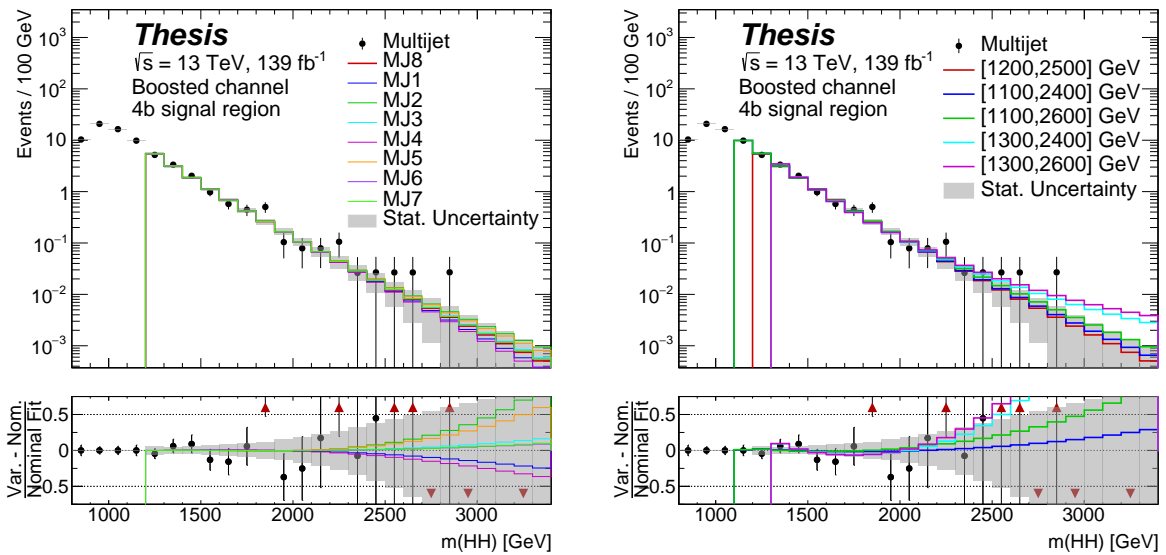 Thesis
√s = 13 TeV, 139 fb⁻¹
Boosted channel
4b signal region
Multijet
MJ8
MJ1
MJ2
MJ3
MJ4
MJ5
MJ6
MJ7
Stat. Uncertainty
Events / 100 GeV
10³
10²
10
1
10⁻¹
10⁻²
10⁻³
Var. - Nom.
Nominal Fit
0.5
0
-0.5
1000 1500 2000 2500 3000
m(HH) [GeV]
Thesis
√s = 13 TeV, 139 fb⁻¹
Boosted channel
4b signal region
Multijet
[1200,2500] GeV
[1100,2400] GeV
[1100,2600] GeV
[1300,2400] GeV
[1300,2600] GeV
Stat. Uncertainty
Events / 100 GeV
10³
10²
10
1
10⁻¹
10⁻²
10⁻³
Var. - Nom.
Nominal Fit
0.5
0
-0.5
1000 1500 2000 2500 3000
m(HH) [GeV]